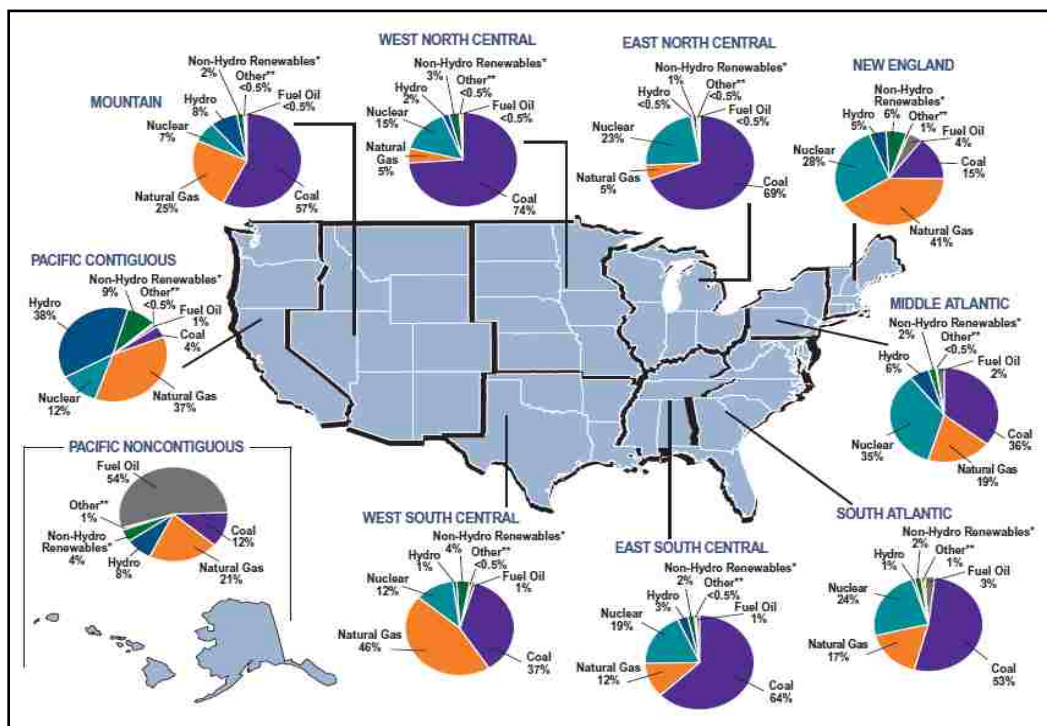 WEST NORTH CENTRAL
Non-Hydro Renewables*
3%
Other**
<0.5%
Fuel Oil
<0.5%
Hydro
2%
Nuclear
15%
Natural
Gas
5%
Coal
74%
EAST NORTH CENTRAL
Non-Hydro Renewables*
1%
Other**
<0.5%
Fuel Oil
<0.5%
Hydro
<0.5%
Nuclear
23%
Natural Gas
5%
Coal
69%
NEW ENGLAND
Non-Hydro
Renewables*
6%
Other**
1%
Fuel Oil
4%
Hydro
5%
Nuclear
28%
Coal
15%
Natural Gas
41%
MOUNTAIN
Non-Hydro Renewables*
2%
Other**
<0.5%
Fuel Oil
<0.5%
Hydro
8%
Nuclear
7%
Natural Gas
25%
Coal
57%
PACIFIC CONTIGUOUS
Non-Hydro Renewables*
9%
Other**
<0.5%
Fuel Oil
1%
Coal
4%
Hydro
38%
Nuclear
12%
Natural Gas
37%
MIDDLE ATLANTIC
Non-Hydro Renewables*
2%
Other**
<0.5%
Fuel Oil
2%
Hydro
6%
Nuclear
35%
Coal
36%
Natural Gas
19%
PACIFIC NONCONTIGUOUS
Fuel Oil
54%
Other**
1%
Non-Hydro
Renewables*
4%
Hydro
8%
Natural Gas
21%
Coal
12%
WEST SOUTH CENTRAL
Non-Hydro Renewables*
4%
Other**
<0.5%
Fuel Oil
1%
Hydro
1%
Nuclear
12%
Natural Gas
46%
Coal
37%
EAST SOUTH CENTRAL
Non-Hydro Renewables*
2%
Other**
<0.5%
Fuel Oil
1%
Hydro
3%
Nuclear
19%
Natural Gas
12%
Coal
64%
SOUTH ATLANTIC
Non-Hydro Renewables*
2%
Other**
1%
Fuel Oil
3%
Hydro
1%
Nuclear
24%
Natural Gas
17%
Coal
53%